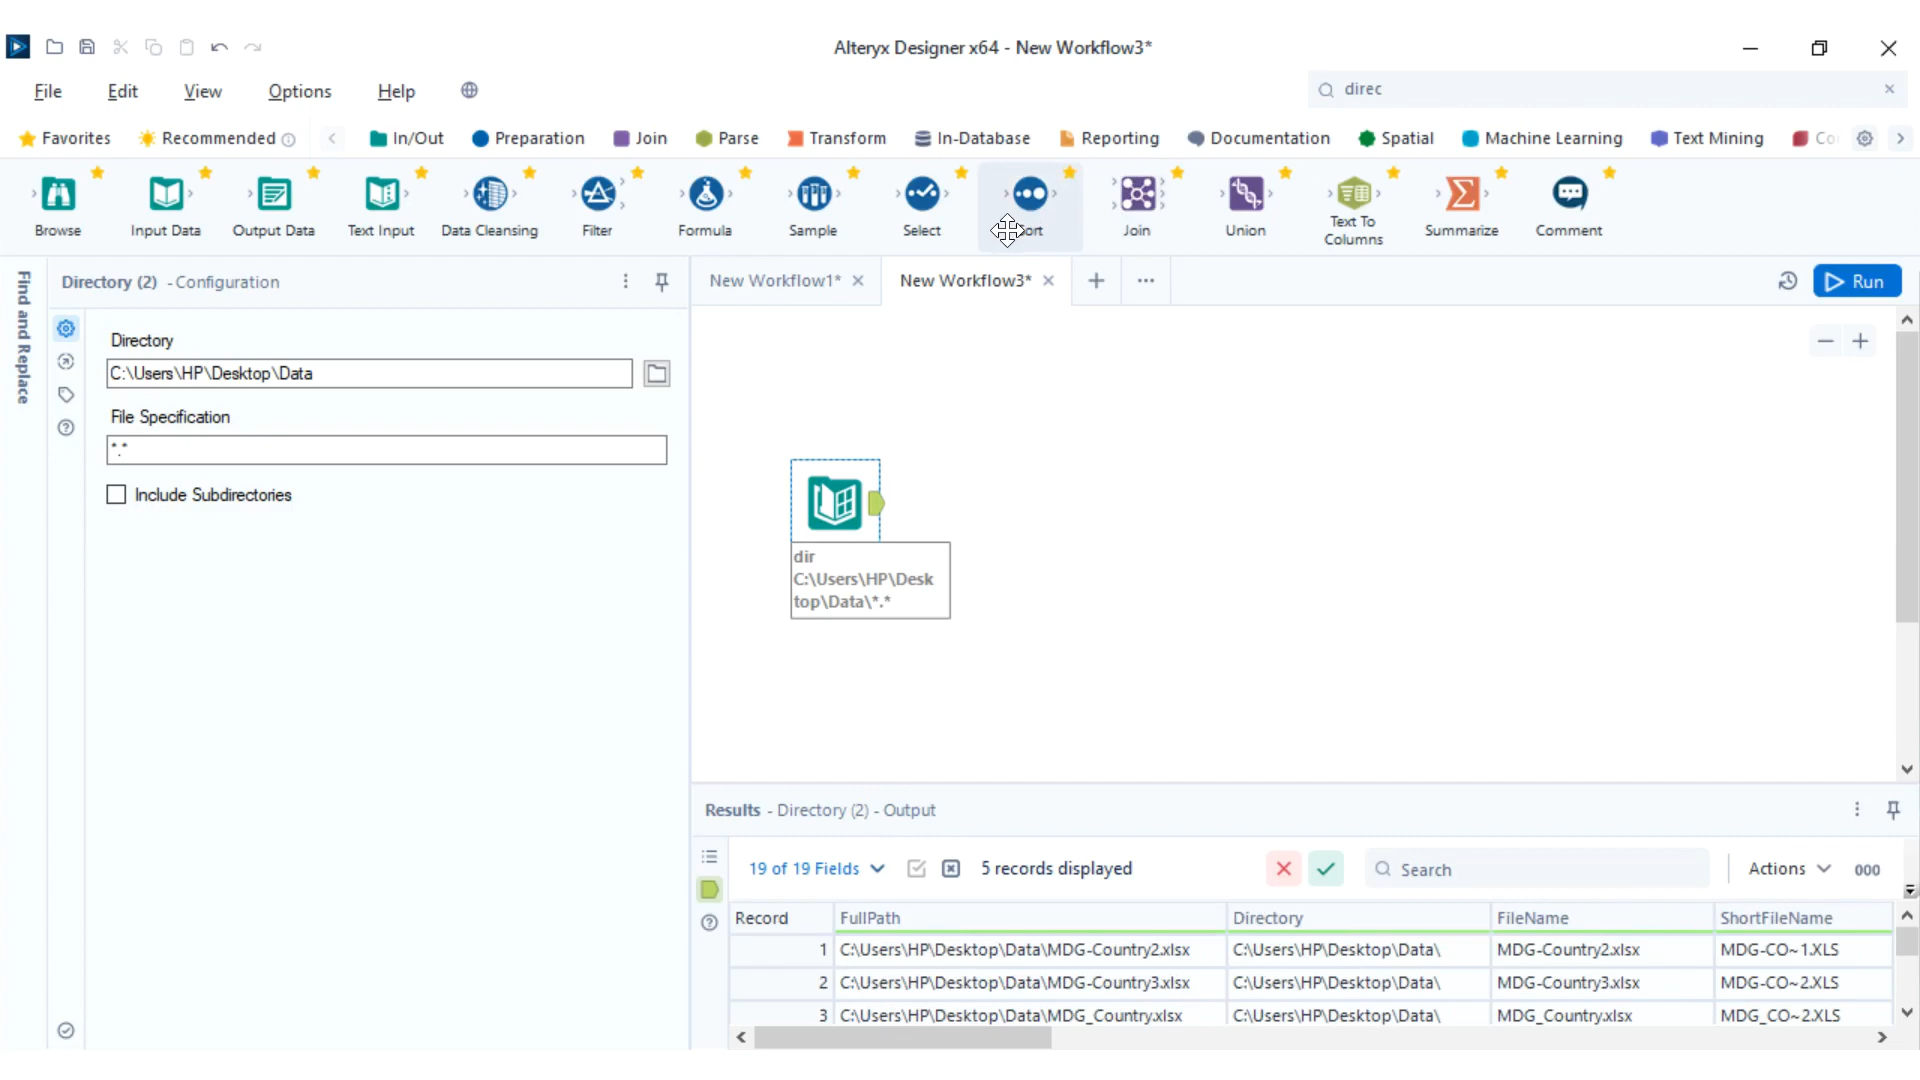 Alteryx Designer x64 - New Workflow3*
File Edit View Options Help
direc
Favorites Recommended In/Out Preparation Join Parse Transform In-Database Reporting Documentation Spatial Machine Learning Text Mining Co
Browse Input Data Output Data Text Input Data Cleansing Filter Formula Sample Select ort Join Union Text To Columns Summarize Comment
Find and Replace
Directory (2) - Configuration
New Workflow1* New Workflow3* Run
Directory
C:\Users\HP\Desktop\Data
File Specification
*.*
Include Subdirectories
dir
C:\Users\HP\Desk
top\Data\*.*
Results - Directory (2) - Output
19 of 19 Fields 5 records displayed Search Actions 000
Record FullPath Directory FileName ShortFileName
1 C:\Users\HP\Desktop\Data\MDG-Country2.xlsx C:\Users\HP\Desktop\Data\ MDG-Country2.xlsx MDG-CO~1.XLS
2 C:\Users\HP\Desktop\Data\MDG-Country3.xlsx C:\Users\HP\Desktop\Data\ MDG-Country3.xlsx MDG-CO~2.XLS
3 C:\Users\HP\Desktop\Data\MDG_Country.xlsx C:\Users\HP\Desktop\Data\ MDG_Country.xlsx MDG_CO~2.XLS